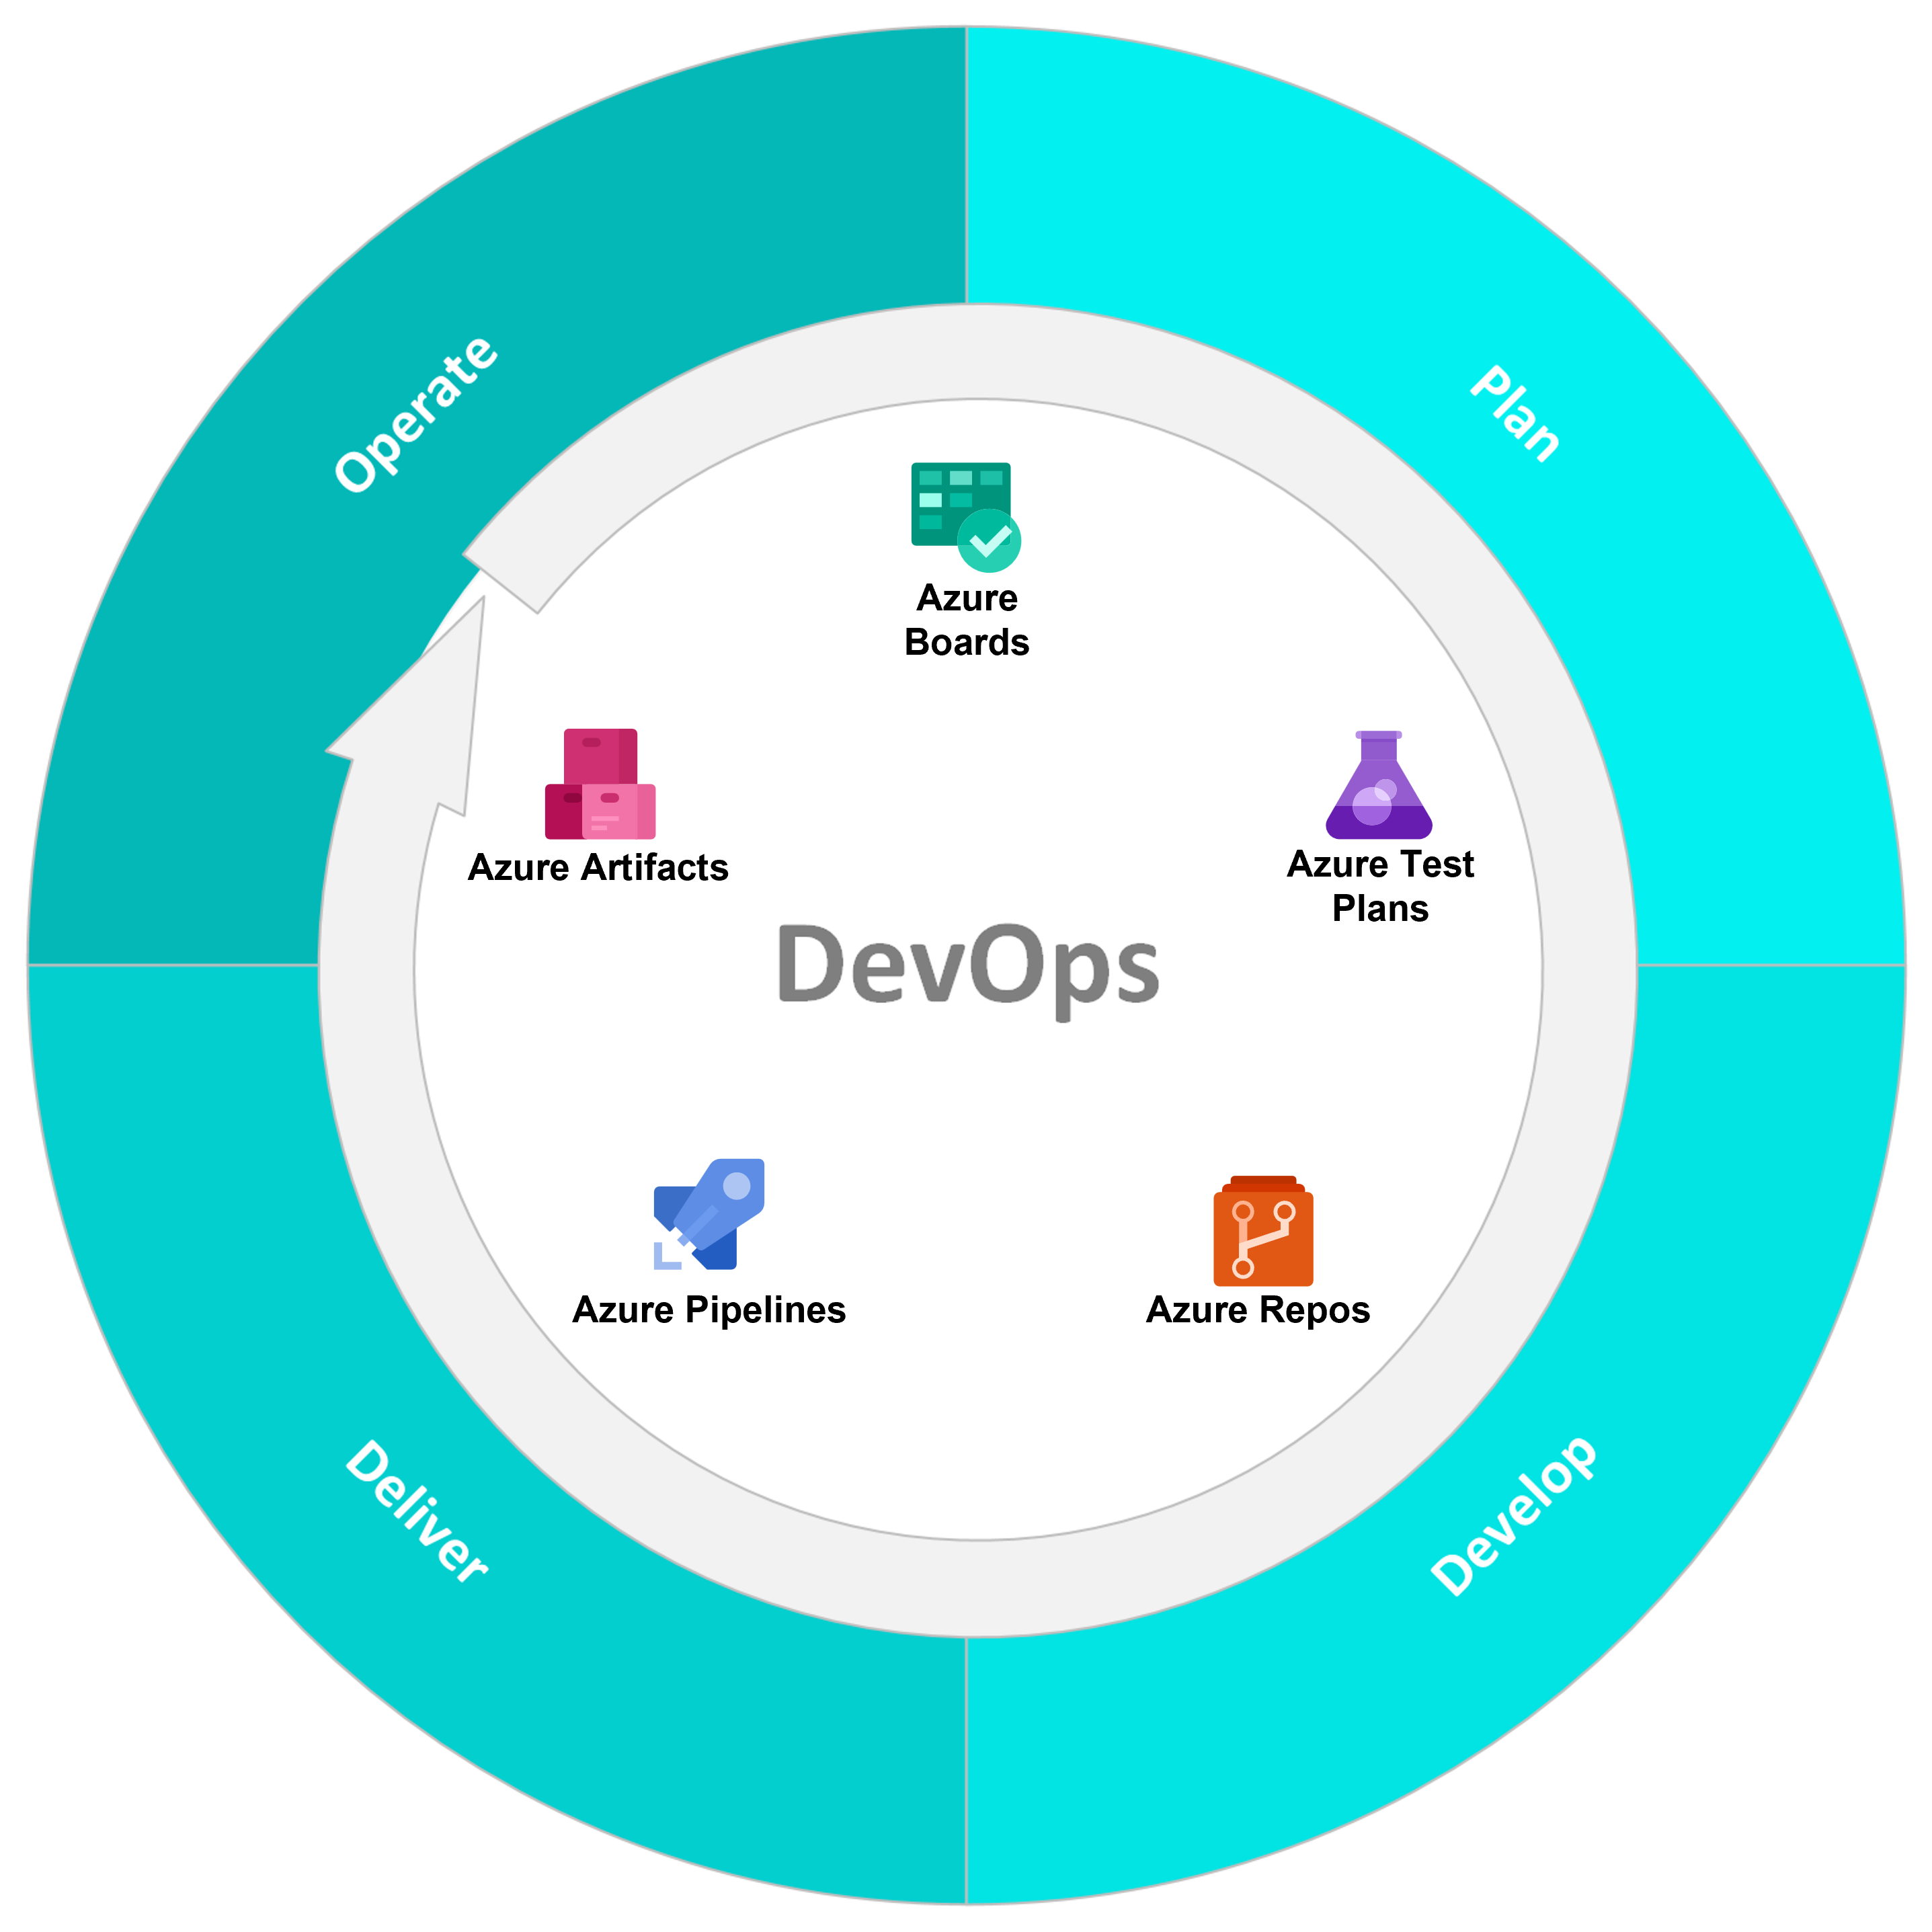 Operate
Plan
Azure
Boards
Azure Artifacts
Azure Test
Plans
DevOps
Azure Pipelines
Azure Repos
Deliver
Develop